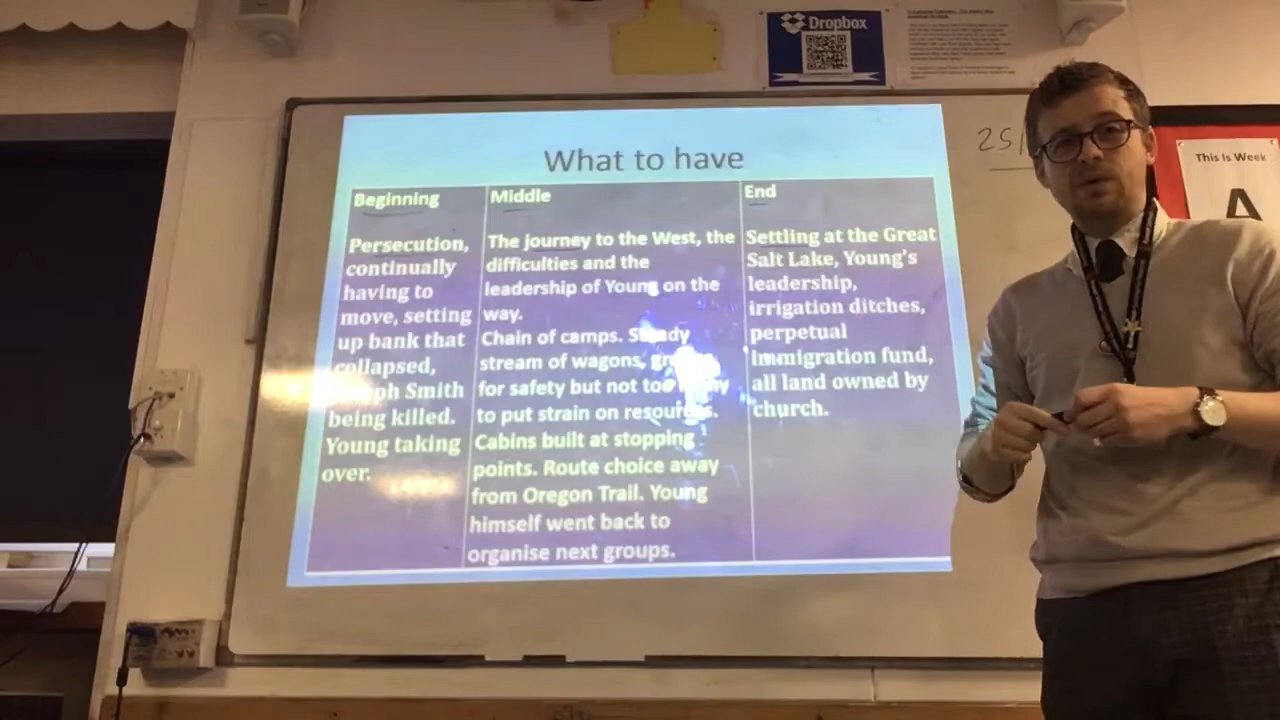 Dropbox
25/
This Is Week
A
What to have
Beginning
Persecution,
continually
having to
move, setting
up bank that
collapsed,
Smith
being killed.
Young taking
over.
Middle
The journey to the West, the
difficulties and the
leadership of Young on the
way.
Chain of camps. Steady
stream of wagons,
for safety but not too
to put strain on resources.
Cabins built at stopping
points. Route choice away
from Oregon Trail. Young
himself went back to
organise next groups.
End
Settling at the Great
Salt Lake, Young's
leadership,
irrigation ditches,
perpetual
immigration fund,
all land owned by
church.